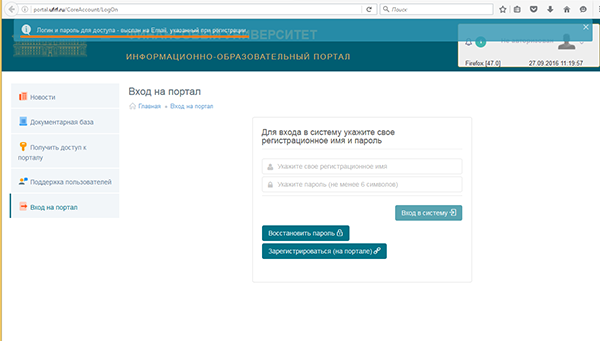 portal.ufrf.ru/CoreAccount/LogOn
Поиск
Логин и пароль для доступа - выслан на Email, указанный при регистрации.
ИНФОРМАЦИОННО-ОБРАЗОВАТЕЛЬНЫЙ ПОРТАЛ
Firefox [47.0] 27.09.2016 11:19:57
Новости
Документарная база
Получить доступ к
порталу
Поддержка пользователей
Вход на портал
Вход на портал
Главная » Вход на портал
Для входа в систему укажите свое
регистрационное имя и пароль
Укажите свое регистрационное имя
Укажите пароль (не менее 6 символов)
Вход в систему
Восстановить пароль
Зарегистрироваться (на портале)